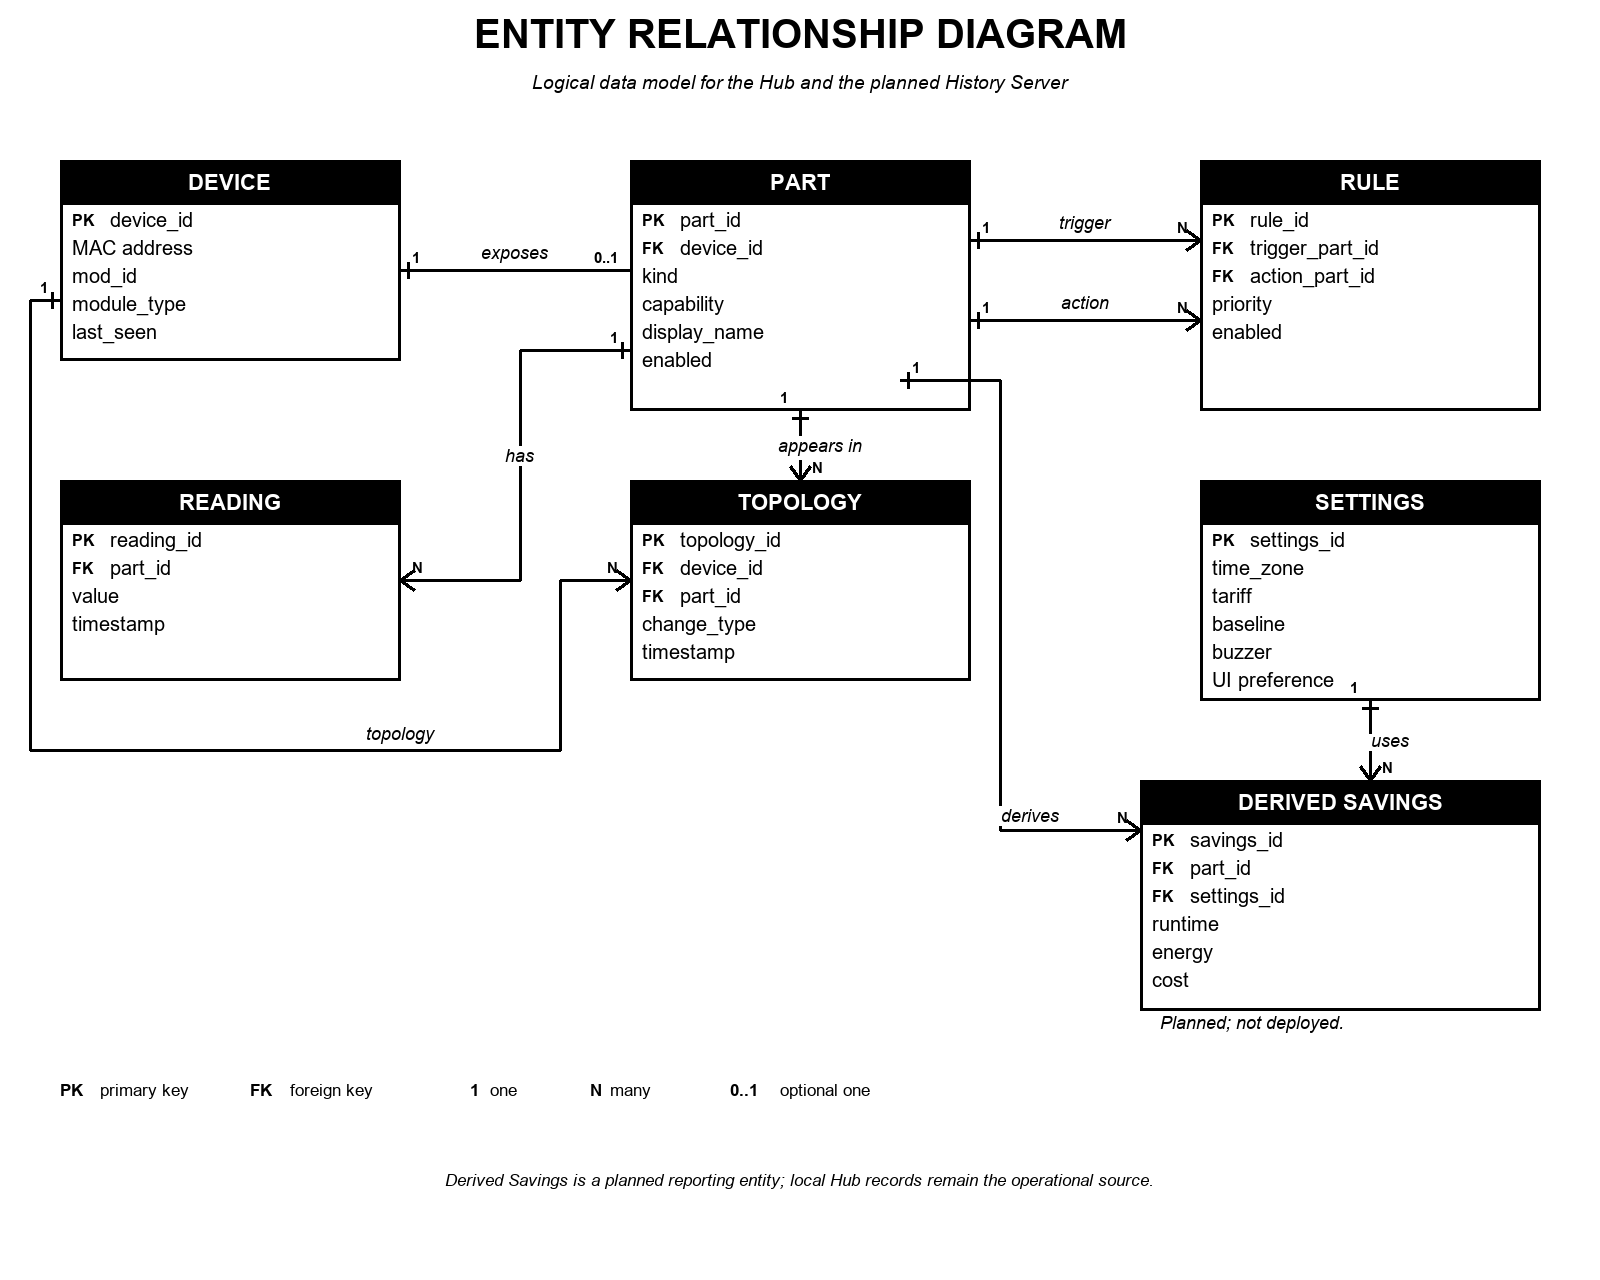 ENTITY RELATIONSHIP DIAGRAM
Logical data model for the Hub and the planned History Server
DEVICE
PK device_id
MAC address
mod_id
module_type
last_seen
1
1
exposes
0..1
PART
PK part_id
FK device_id
kind
capability
display_name
enabled
1
1
trigger
N
1
action
N
1
RULE
PK rule_id
FK trigger_part_id
FK action_part_id
priority
enabled
1
appears in
N
has
READING
PK reading_id
FK part_id
value
timestamp
N
N
TOPOLOGY
PK topology_id
FK device_id
FK part_id
change_type
timestamp
SETTINGS
PK settings_id
time_zone
tariff
baseline
buzzer
UI preference
1
topology
uses
N
derives
N
DERIVED SAVINGS
PK savings_id
FK part_id
FK settings_id
runtime
energy
cost
Planned; not deployed.
PK primary key FK foreign key 1 one N many 0..1 optional one
Derived Savings is a planned reporting entity; local Hub records remain the operational source.